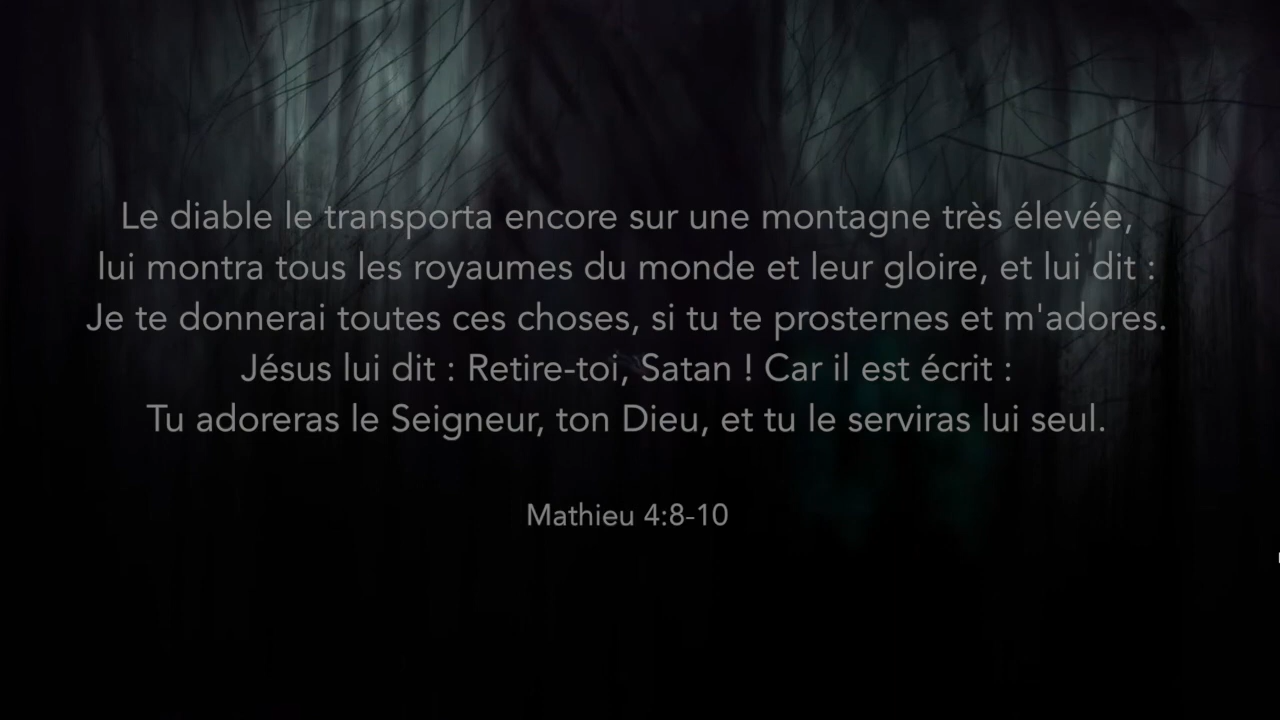 Le diable le transporta encore sur une montagne très élevée,
lui montra tous les royaumes du monde et leur gloire, et lui dit :
Je te donnerai toutes ces choses, si tu te prosternes et m'adores.
Jésus lui dit : Retire-toi, Satan ! Car il est écrit :
Tu adoreras le Seigneur, ton Dieu, et tu le serviras lui seul.
Mathieu 4:8-10